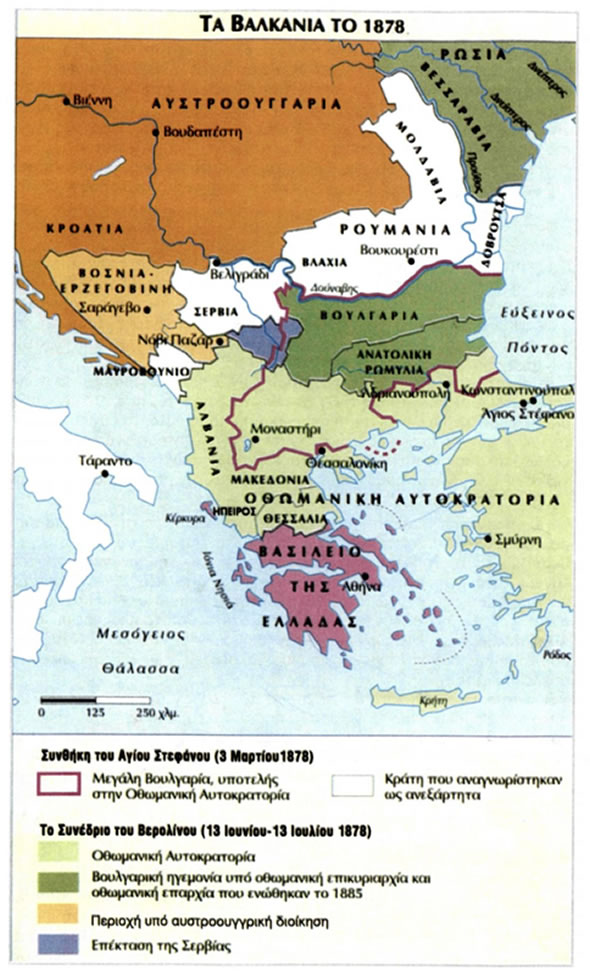 ΤΑ ΒΑΛΚΑΝΙΑ ΤΟ 1878
ΡΩΣΙΑ
ΒΕΣΣΑΡΑΒΙΑ
Δνείπερος
Δνείστερος
Προύθος
Βιέννη
ΑΥΣΤΡΟΟΥΓΓΑΡΙΑ
Βουδαπέστη
ΜΟΛΔΑΒΙΑ
ΔΟΒΡΟΥΤΣΑ
ΚΡΟΑΤΙΑ
ΡΟΥΜΑΝΙΑ
Βουκουρέστι
ΒΛΑΧΙΑ
Βελιγράδι
ΒΟΣΝΙΑ-
ΕΡΖΕΓΟΒΙΝΗ
Σαράγεβο
Δούναβης
ΣΕΡΒΙΑ
ΒΟΥΛΓΑΡΙΑ
Εύξεινος
Πόντος
Νόβι Παζάρ
ΑΝΑΤΟΛΙΚΗ
ΡΩΜΥΛΙΑ
ΜΑΥΡΟΒΟΥΝΙΟ
Αδριανούπολη
Κωνσταντινούπολ
Άγιος Στέφανο
ΑΛΒΑΝΙΑ
Μοναστήρι
Τάραντο
Θεσσαλονίκη
ΜΑΚΕΔΟΝΙΑ
ΟΘΩΜΑΝΙΚΗ ΑΥΤΟΚΡΑΤΟΡΙΑ
Κέρκυρα
ΗΠΕΙΡΟΣ
ΘΕΣΣΑΛΙΑ
Σμύρνη
ΒΑΣΙΛΕΙΟ
ΤΗΣ
ΕΛΛΑΔΑΣ
Αθήνα
Ιόνια Νησιά
Μεσόγειος
Θάλασσα
Ρόδος
Κρήτη
0 125 250 χλμ.
Συνθήκη του Αγίου Στεφάνου (3 Μαρτίου1878)
Μεγάλη Βουλγαρία, υποτελής
στην Οθωμανική Αυτοκρατορία
Κράτη που αναγνωρίστηκαν
ως ανεξάρτητα
Το Συνέδριο του Βερολίνου (13 Ιουνίου-13 Ιουλίου 1878)
Οθωμανική Αυτοκρατορία
Βουλγαρική ηγεμονία υπό οθωμανική επικυριαρχία και
οθωμανική επαρχία που ενώθηκαν το 1885
Περιοχή υπό αυστροουγγρική διοίκηση
Επέκταση της Σερβίας